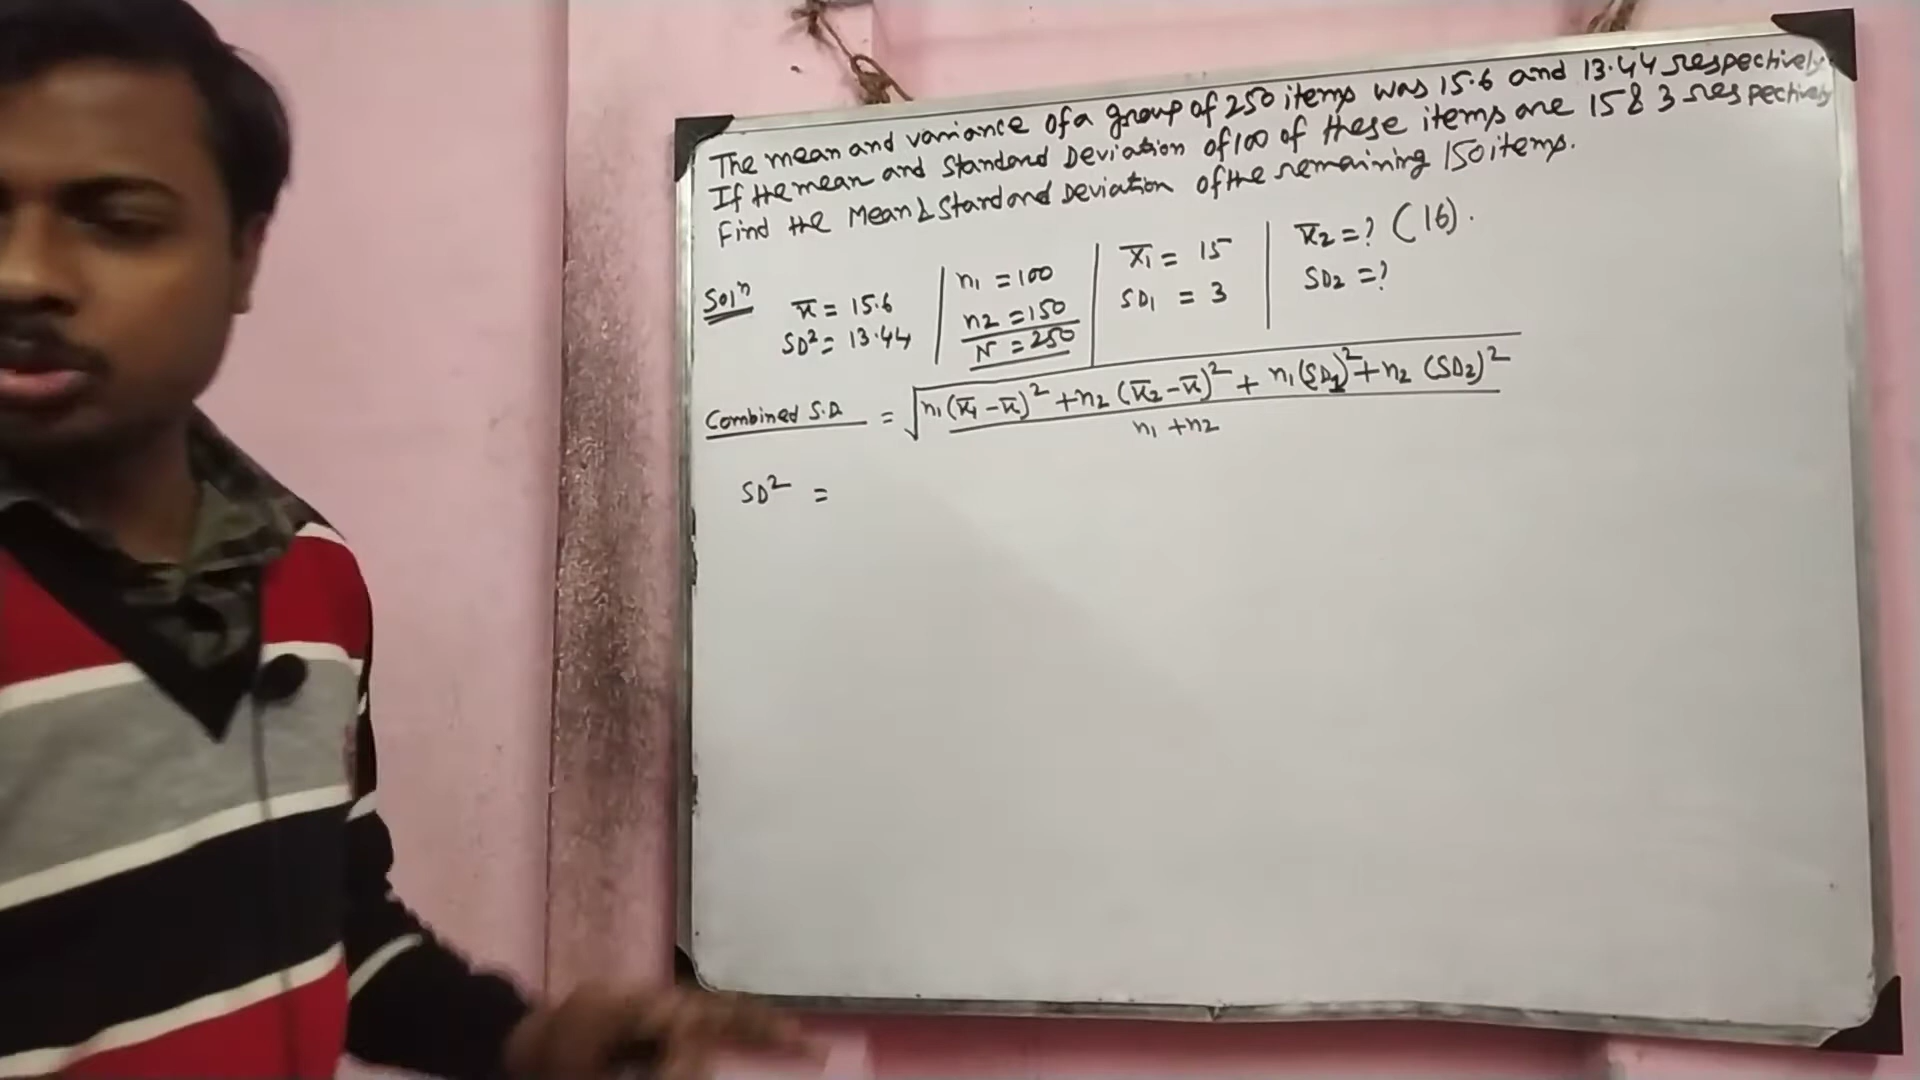 The mean and variance of a group of 250 items was 15.6 and 13.44 respectively
If the mean and Standard Deviation of 100 of these items are 15 & 3 respectively
Find the Mean & Standard Deviation of the remaining 150 items.
Solⁿ
x̄ = 15.6
SD² = 13.44
n₁ = 100
n₂ = 150
N = 250
x̄₁ = 15
SD₁ = 3
x̄₂ = ? (16).
SD₂ = ?
Combined S.D. = √(n₁(x̄₁ - x̄)² + n₂(x̄₂ - x̄)² + n₁(SD₁)² + n₂(SD₂)²
n₁ + n₂
SD² =